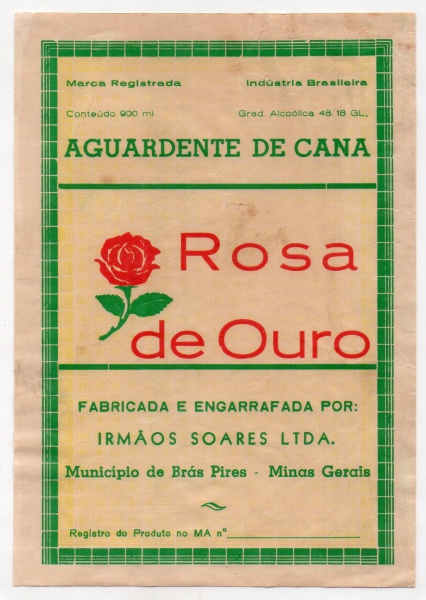 Marca Registrada Indústria Brasileira
Conteúdo 900 ml Grad. Alcoólica 48.18 GL.
AGUARDENTE DE CANA
Rosa
de Ouro
FABRICADA E ENGARRAFADA POR:
IRMÃOS SOARES LTDA.
Município de Brás Pires - Minas Gerais
Registro do Produto no MA nº